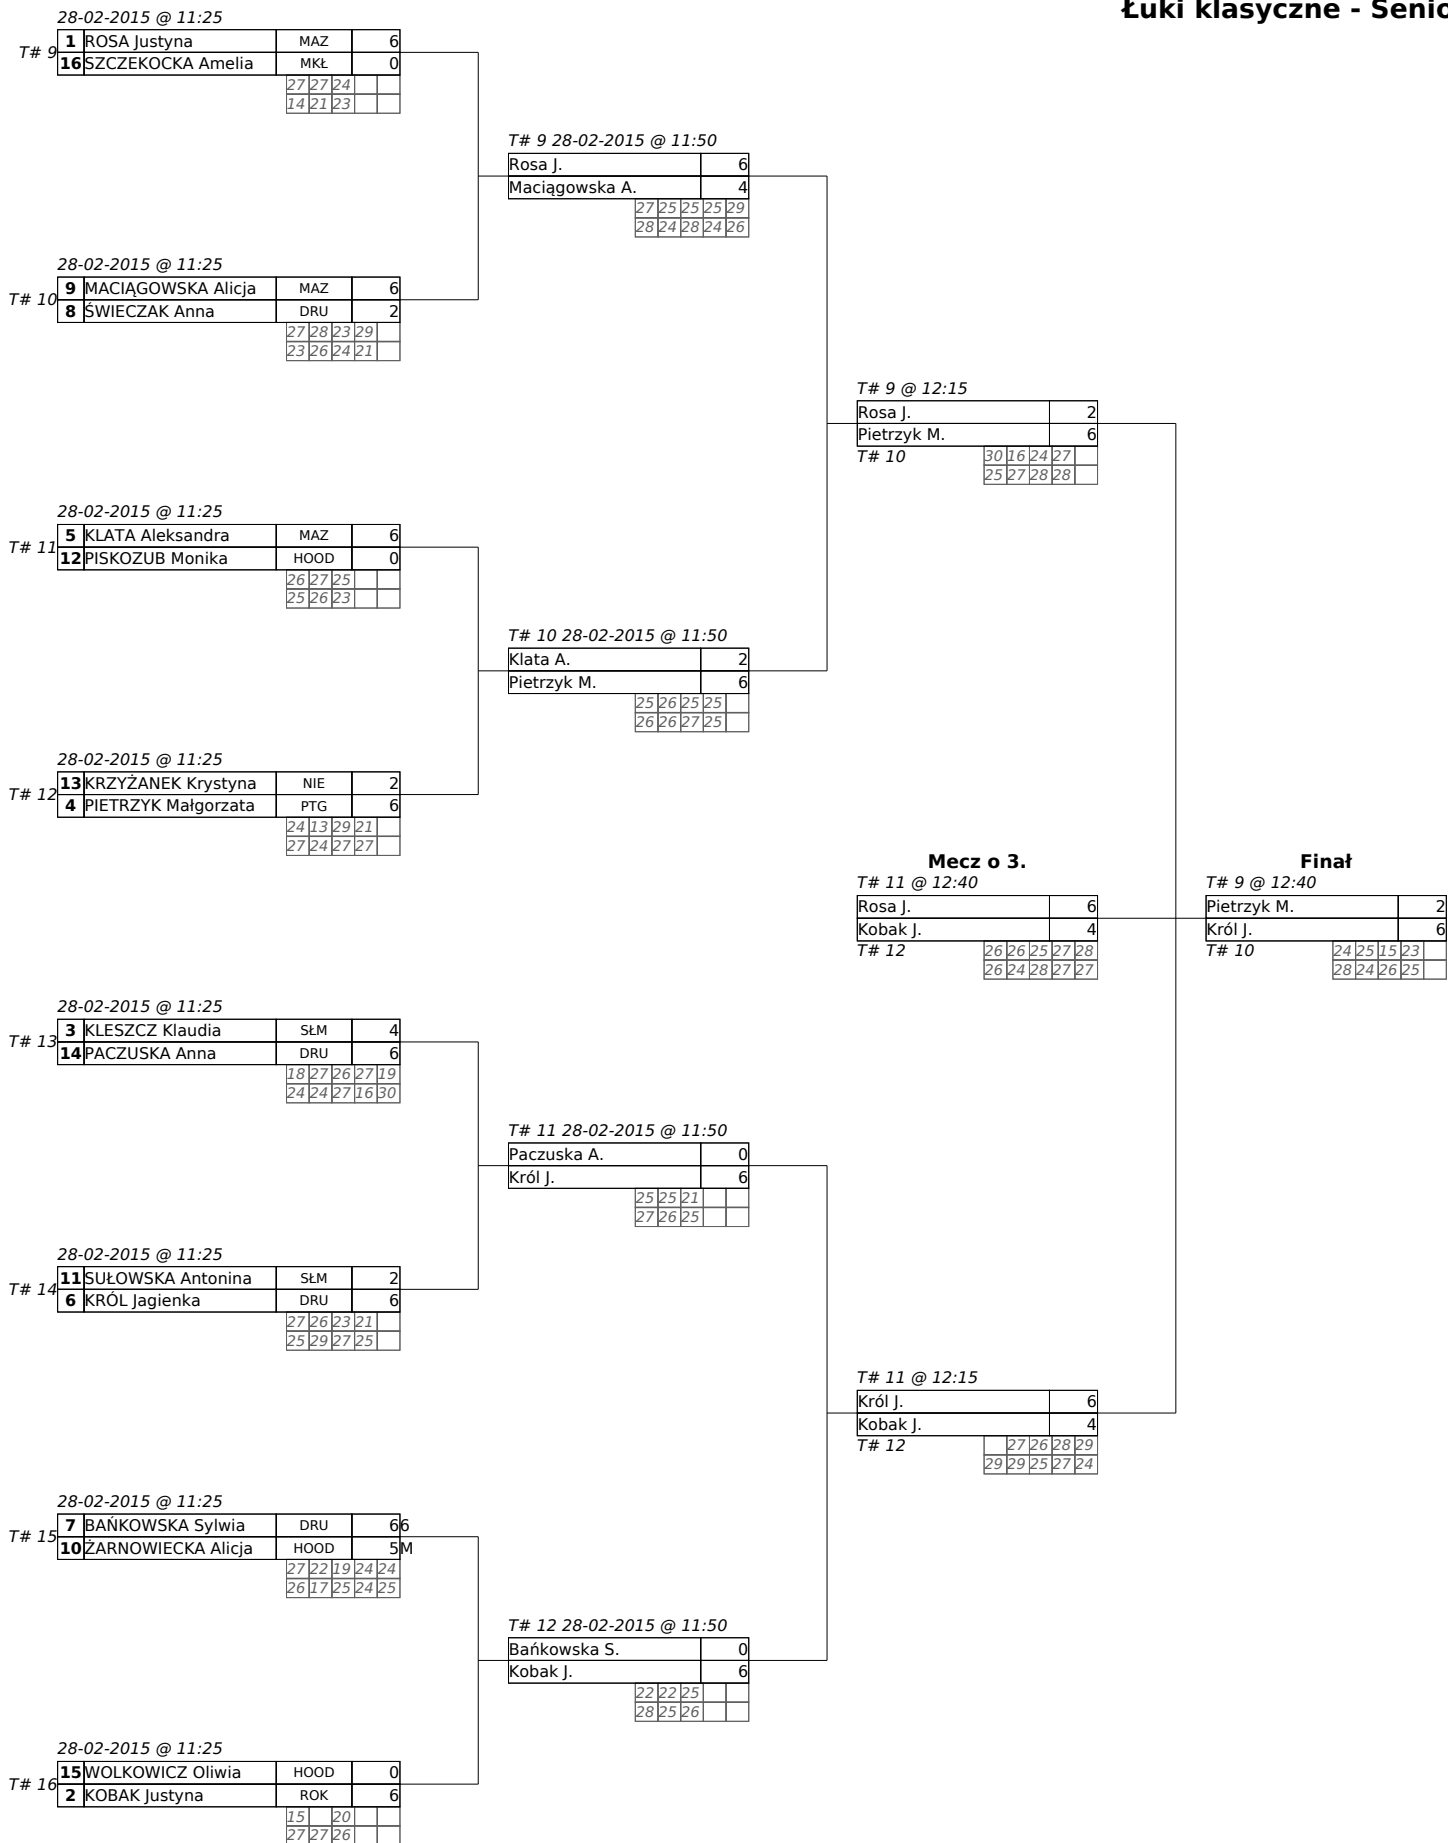 Łuki klasyczne - Senio
28-02-2015 @ 11:25
T# 9
1 ROSA Justyna MAZ 6
16 SZCZEKOCKA Amelia MKŁ 0
27 27 24
14 21 23
T# 9 28-02-2015 @ 11:50
Rosa J. 6
Maciągowska A. 4
27 25 25 25 29
28 24 28 24 26
28-02-2015 @ 11:25
T# 10
9 MACIĄGOWSKA Alicja MAZ 6
8 ŚWIECZAK Anna DRU 2
27 28 23 29
23 26 24 21
T# 9 @ 12:15
Rosa J. 2
Pietrzyk M. 6
T# 10
30 16 24 27
25 27 28 28
28-02-2015 @ 11:25
T# 11
5 KLATA Aleksandra MAZ 6
12 PISKOZUB Monika HOOD 0
26 27 25
25 26 23
T# 10 28-02-2015 @ 11:50
Klata A. 2
Pietrzyk M. 6
25 26 25 25
26 26 27 25
28-02-2015 @ 11:25
T# 12
13 KRZYŻANEK Krystyna NIE 2
4 PIETRZYK Małgorzata PTG 6
24 13 29 21
27 24 27 27
Mecz o 3.
T# 11 @ 12:40
Rosa J. 6
Kobak J. 4
T# 12
26 26 25 27 28
26 24 28 27 27
Finał
T# 9 @ 12:40
Pietrzyk M. 2
Król J. 6
T# 10
24 25 15 23
28 24 26 25
28-02-2015 @ 11:25
T# 13
3 KLESZCZ Klaudia SŁM 4
14 PACZUSKA Anna DRU 6
18 27 26 27 19
24 24 27 16 30
T# 11 28-02-2015 @ 11:50
Paczuska A. 0
Król J. 6
25 25 21
27 26 25
28-02-2015 @ 11:25
T# 14
11 SUŁOWSKA Antonina SŁM 2
6 KRÓL Jagienka DRU 6
27 26 23 21
25 29 27 25
T# 11 @ 12:15
Król J. 6
Kobak J. 4
T# 12
27 26 28 29
29 29 25 27 24
28-02-2015 @ 11:25
T# 15
7 BAŃKOWSKA Sylwia DRU 6 6
10 ŻARNOWIECKA Alicja HOOD 5 M
27 22 19 24 24
26 17 25 24 25
T# 12 28-02-2015 @ 11:50
Bańkowska S. 0
Kobak J. 6
22 22 25
28 25 26
28-02-2015 @ 11:25
T# 16
15 WOLKOWICZ Oliwia HOOD 0
2 KOBAK Justyna ROK 6
15 20
27 27 26